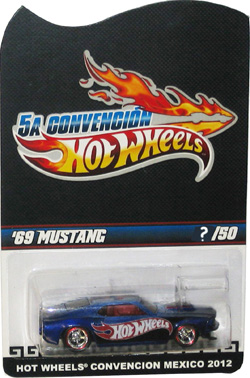 5A CONVENCIÓN
HOT WHEELS
'69 MUSTANG
? /50
HOT WHEELS
HOT WHEELS® CONVENCION MEXICO 2012